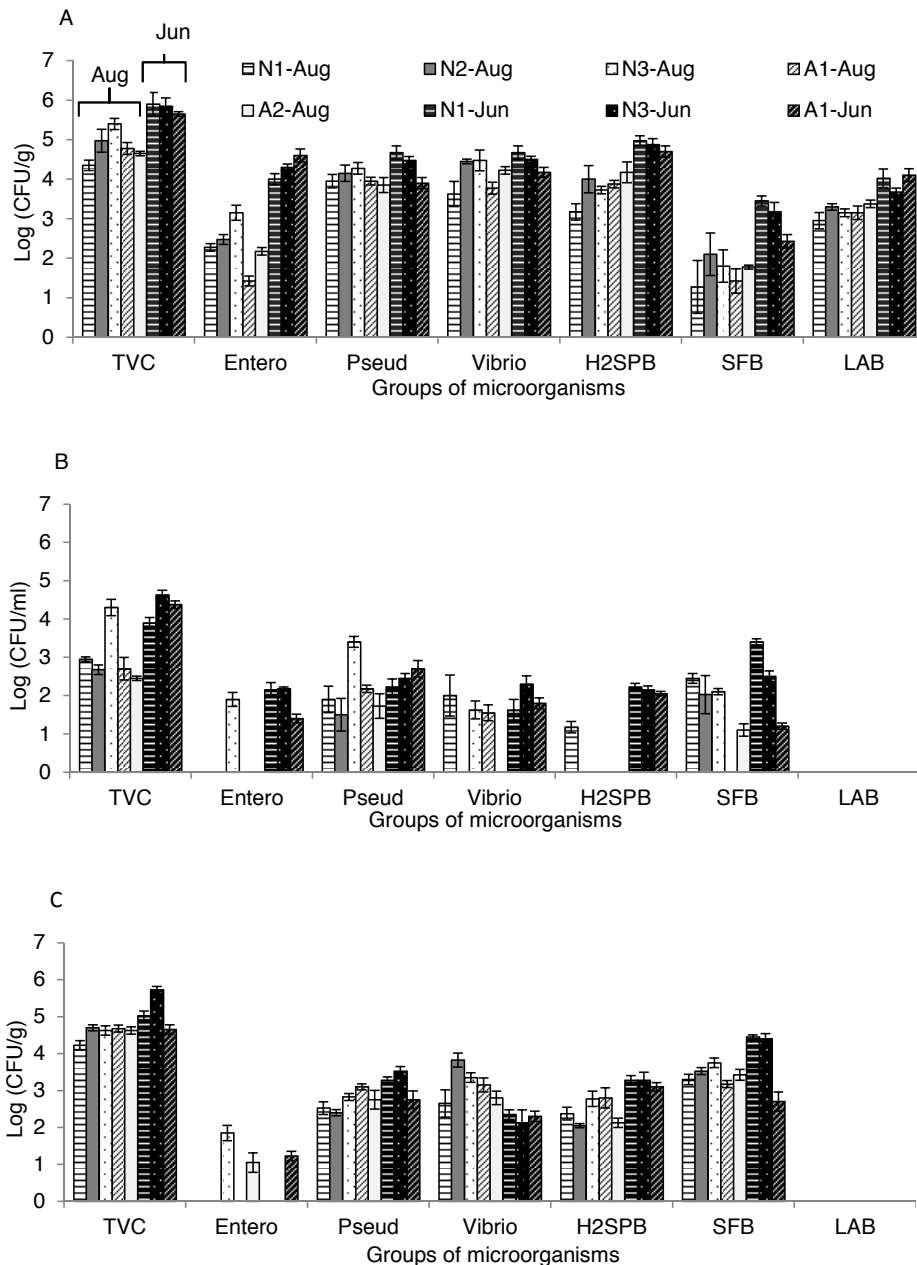 A
Jun
Aug
N1-Aug N2-Aug N3-Aug A1-Aug
A2-Aug N1-Jun N3-Jun A1-Jun
7
6
5
4
3
2
1
0
Log (CFU/g)
TVC Entero Pseud Vibrio H2SPB SFB LAB
Groups of microorganisms
B
7
6
5
4
3
2
1
0
Log (CFU/ml)
TVC Entero Pseud Vibrio H2SPB SFB LAB
Groups of microorganisms
C
7
6
5
4
3
2
1
0
Log (CFU/g)
TVC Entero Pseud Vibrio H2SPB SFB LAB
Groups of microorganisms